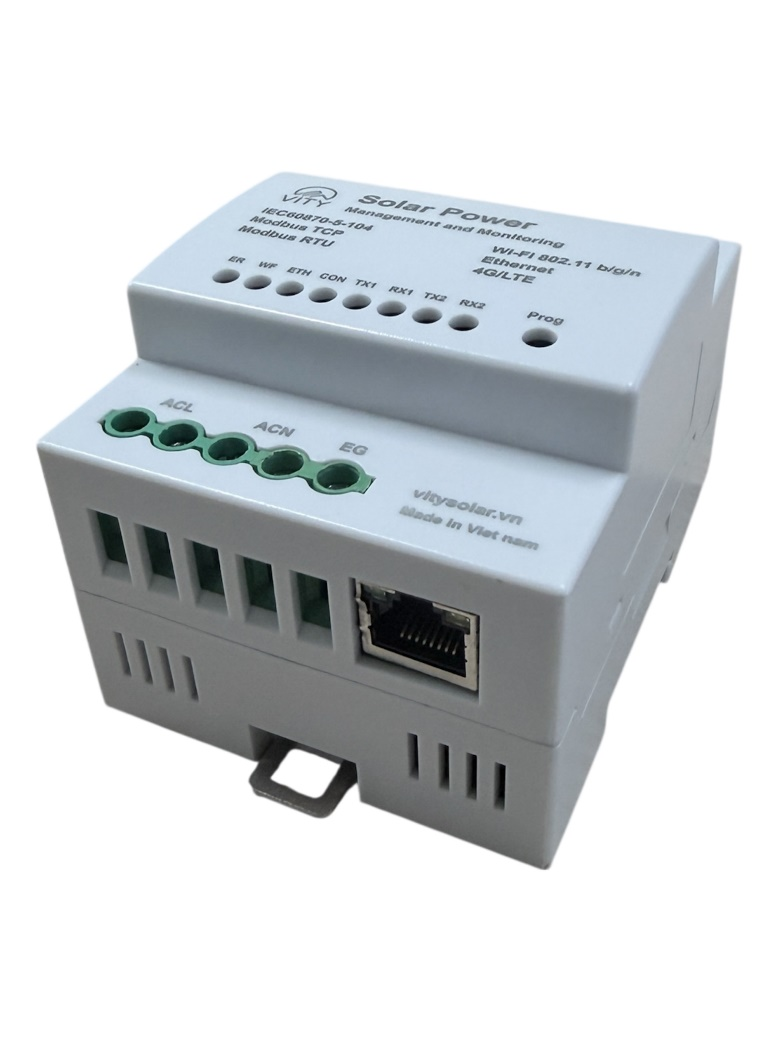 VITY
Solar Power
Management and Monitoring
IEC60870-5-104
Modbus TCP
Modbus RTU
Wi-Fi 802.11 b/g/n
Ethernet
4G/LTE
ER WF ETH CON TX1 RX1 TX2 RX2 Prog
ACL ACN EG
vitysolar.vn
Made in Viet nam